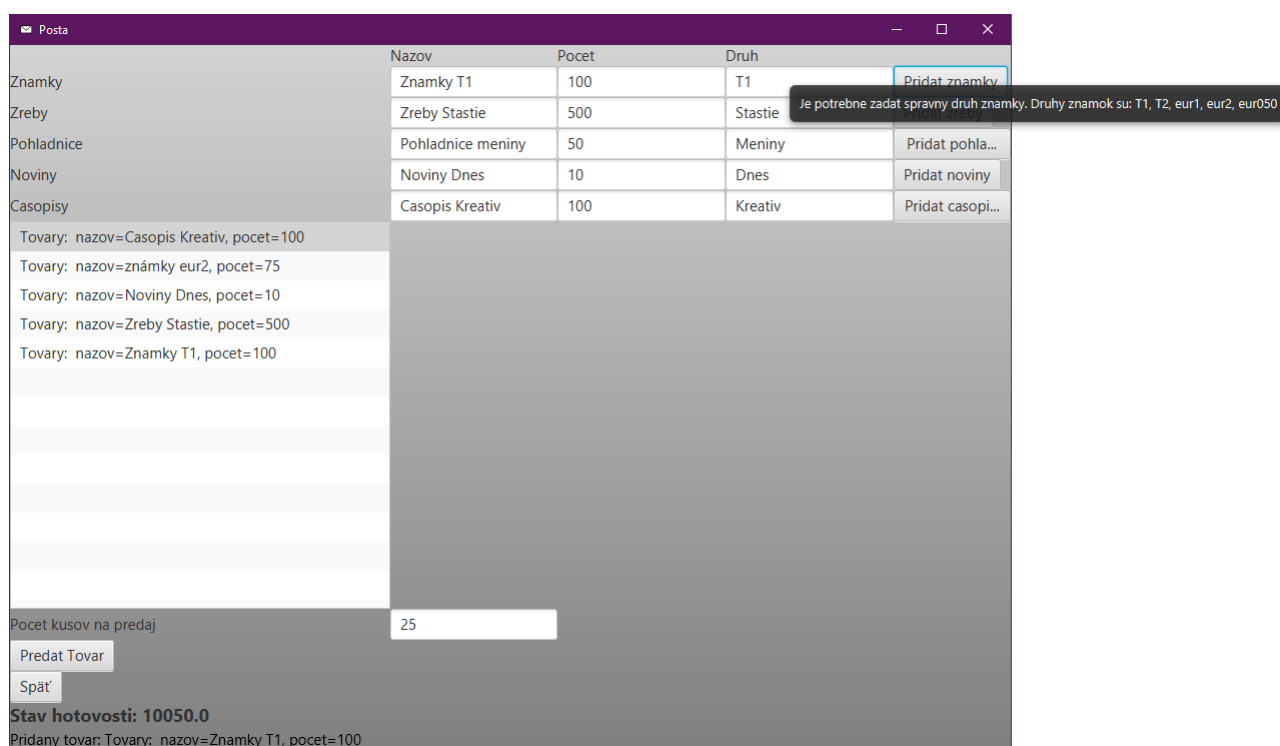 Posta
Nazov Pocet Druh
Znamky Znamky T1 100 T1 Pridat znamky
Je potrebne zadat spravny druh znamky. Druhy znamok su: T1, T2, eur1, eur2, eur050
Zreby Zreby Stastie 500 Stastie Pridat zreby
Pohladnice Pohladnice meniny 50 Meniny Pridat pohla...
Noviny Noviny Dnes 10 Dnes Pridat noviny
Casopisy Casopis Kreativ 100 Kreativ Pridat casopi...
Tovary: nazov=Casopis Kreativ, pocet=100
Tovary: nazov=známky eur2, pocet=75
Tovary: nazov=Noviny Dnes, pocet=10
Tovary: nazov=Zreby Stastie, pocet=500
Tovary: nazov=Znamky T1, pocet=100
Pocet kusov na predaj 25
Predat Tovar
Späť
Stav hotovosti: 10050.0
Pridany tovar: Tovary: nazov=Znamky T1, pocet=100